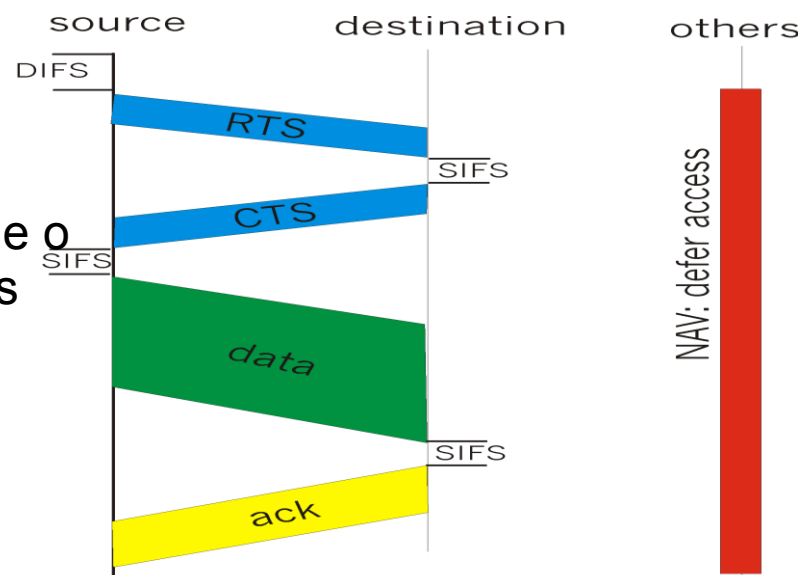 source
destination
others
DIFS
RTS
SIFS
CTS
e o
SIFS
s
NAV: defer access
data
SIFS
ack